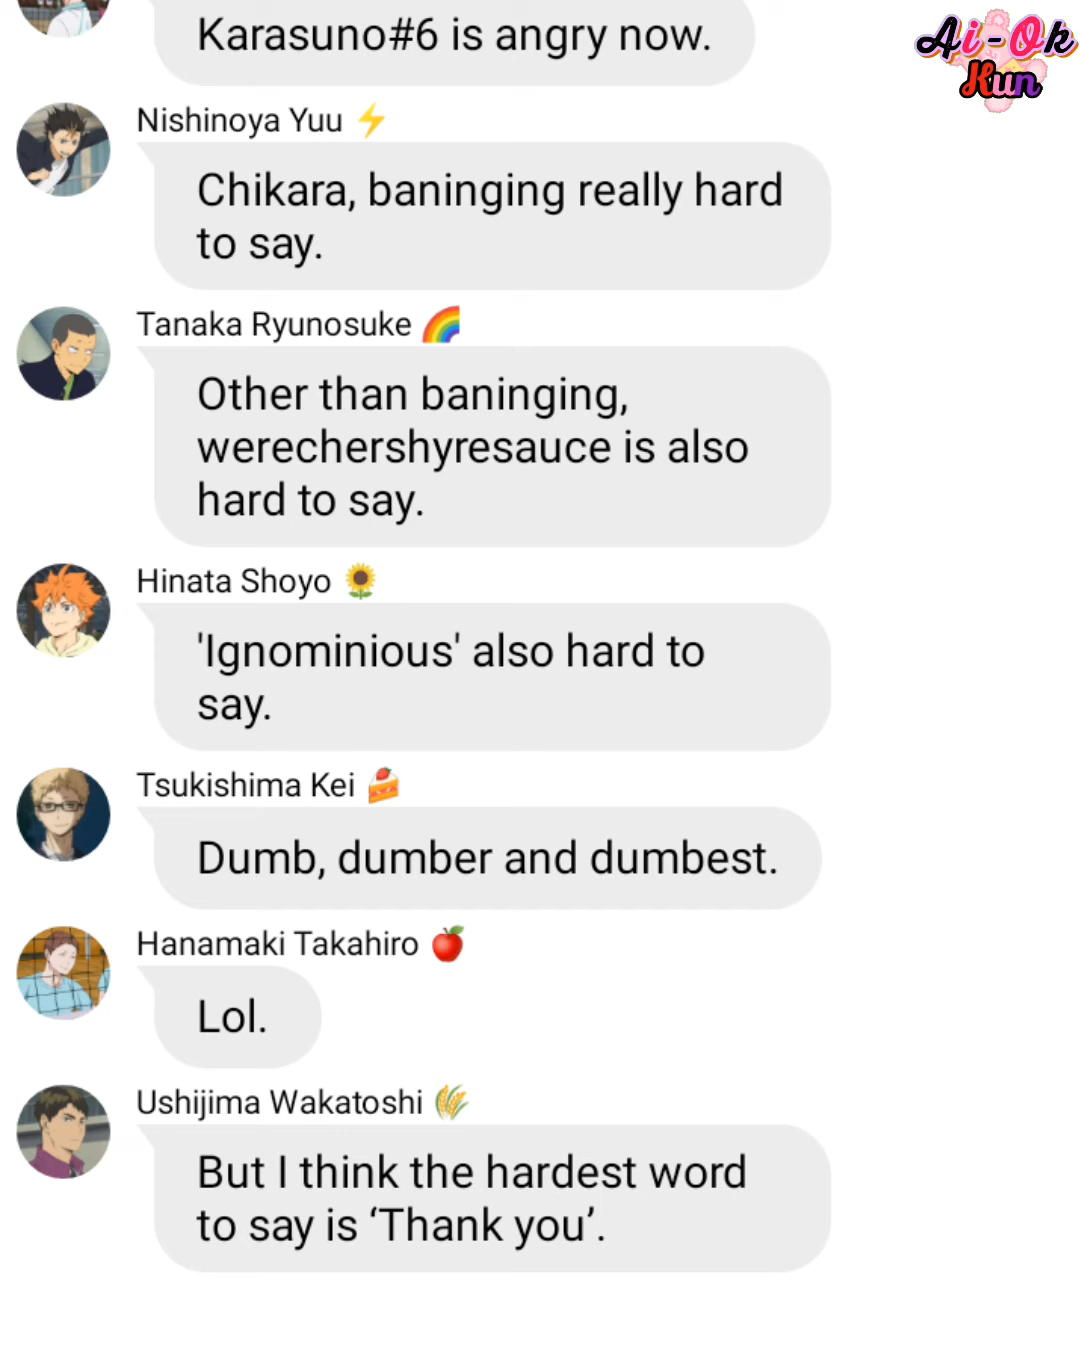 Karasuno#6 is angry now.
Ai-Ok
Kun
Nishinoya Yuu ⚡
Chikara, baninging really hard
to say.
Tanaka Ryunosuke 🌈
Other than baninging,
werechershyresauce is also
hard to say.
Hinata Shoyo 🌻
'Ignominious' also hard to
say.
Tsukishima Kei 🍰
Dumb, dumber and dumbest.
Hanamaki Takahiro 🍎
Lol.
Ushijima Wakatoshi 🌾
But I think the hardest word
to say is ‘Thank you’.